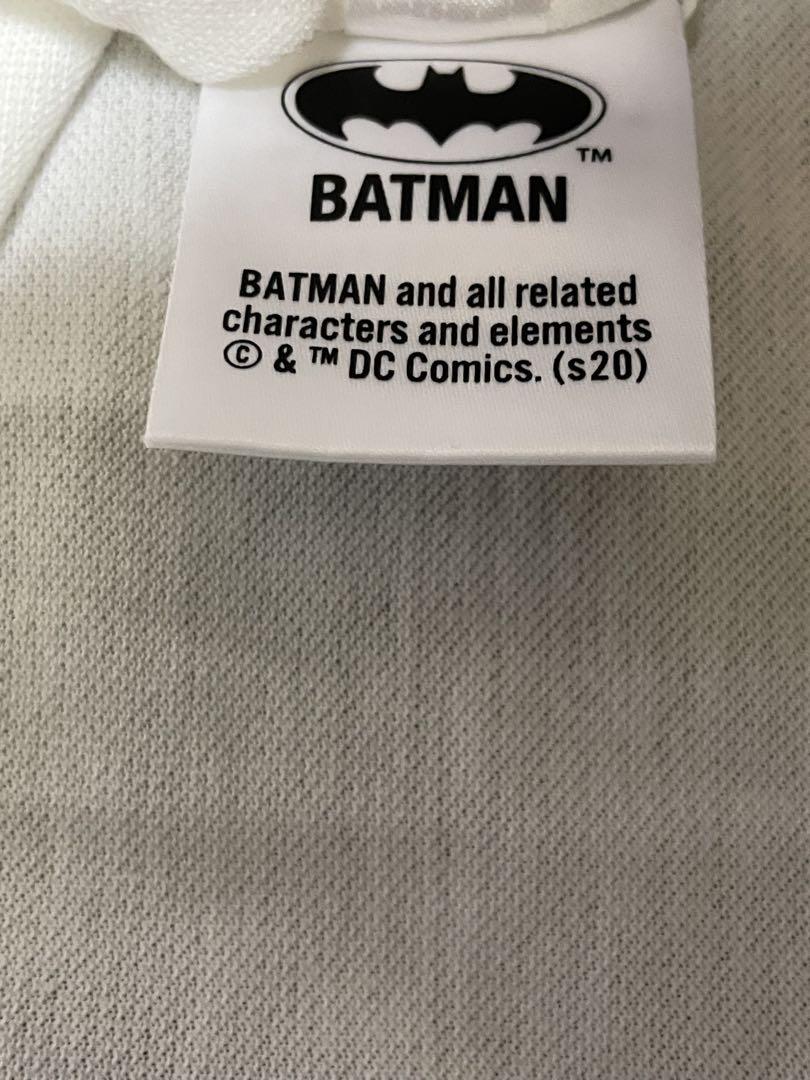 TM
BATMAN
BATMAN and all related
characters and elements
© & ™ DC Comics. (s20)